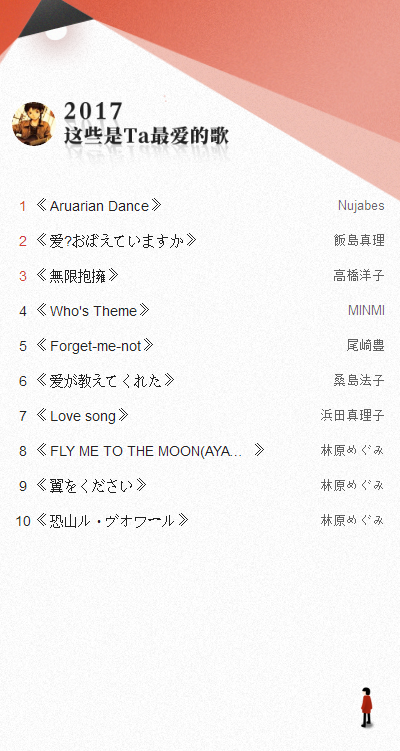 2017
这些是Ta最爱的歌
1 《Aruarian Dance》 Nujabes
2 《爱?おぼえていますか》 飯島真理
3 《無限抱擁》 高橋洋子
4 《Who's Theme》 MINMI
5 《Forget-me-not》 尾崎豊
6 《爱が教えてくれた》 桑島法子
7 《Love song》 浜田真理子
8 《FLY ME TO THE MOON(AYA... 》 林原めぐみ
9 《翼をください》 林原めぐみ
10 《恐山ル・ヴォワール》 林原めぐみ